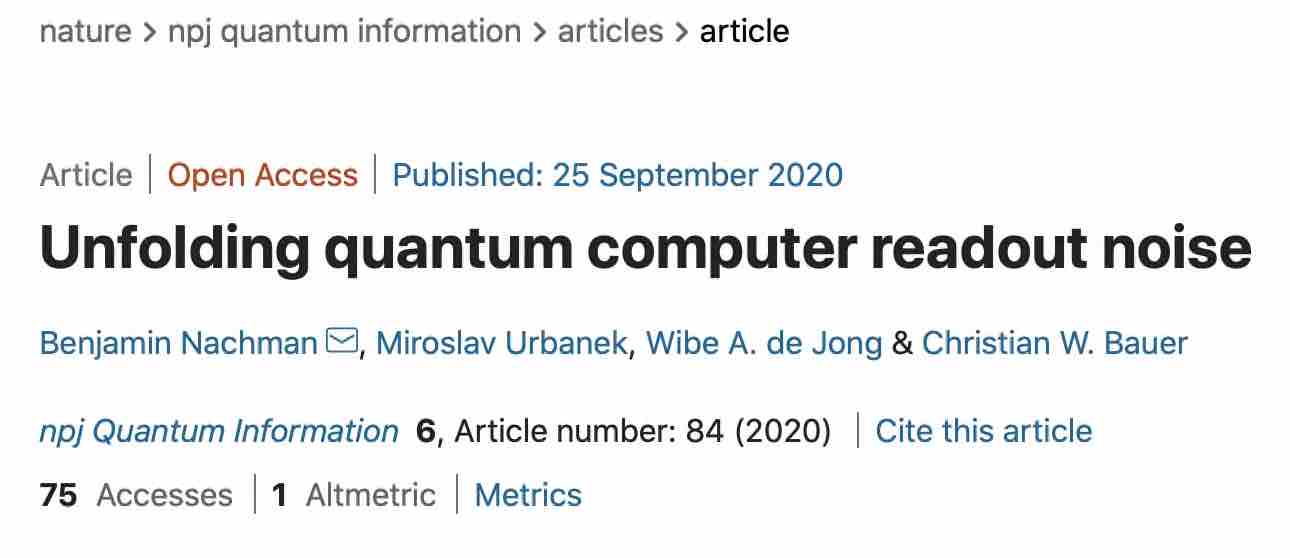 nature > npj quantum information > articles > article
Article | Open Access | Published: 25 September 2020
Unfolding quantum computer readout noise
Benjamin Nachman, Miroslav Urbanek, Wibe A. de Jong & Christian W. Bauer
npj Quantum Information 6, Article number: 84 (2020) | Cite this article
75 Accesses | 1 Altmetric | Metrics